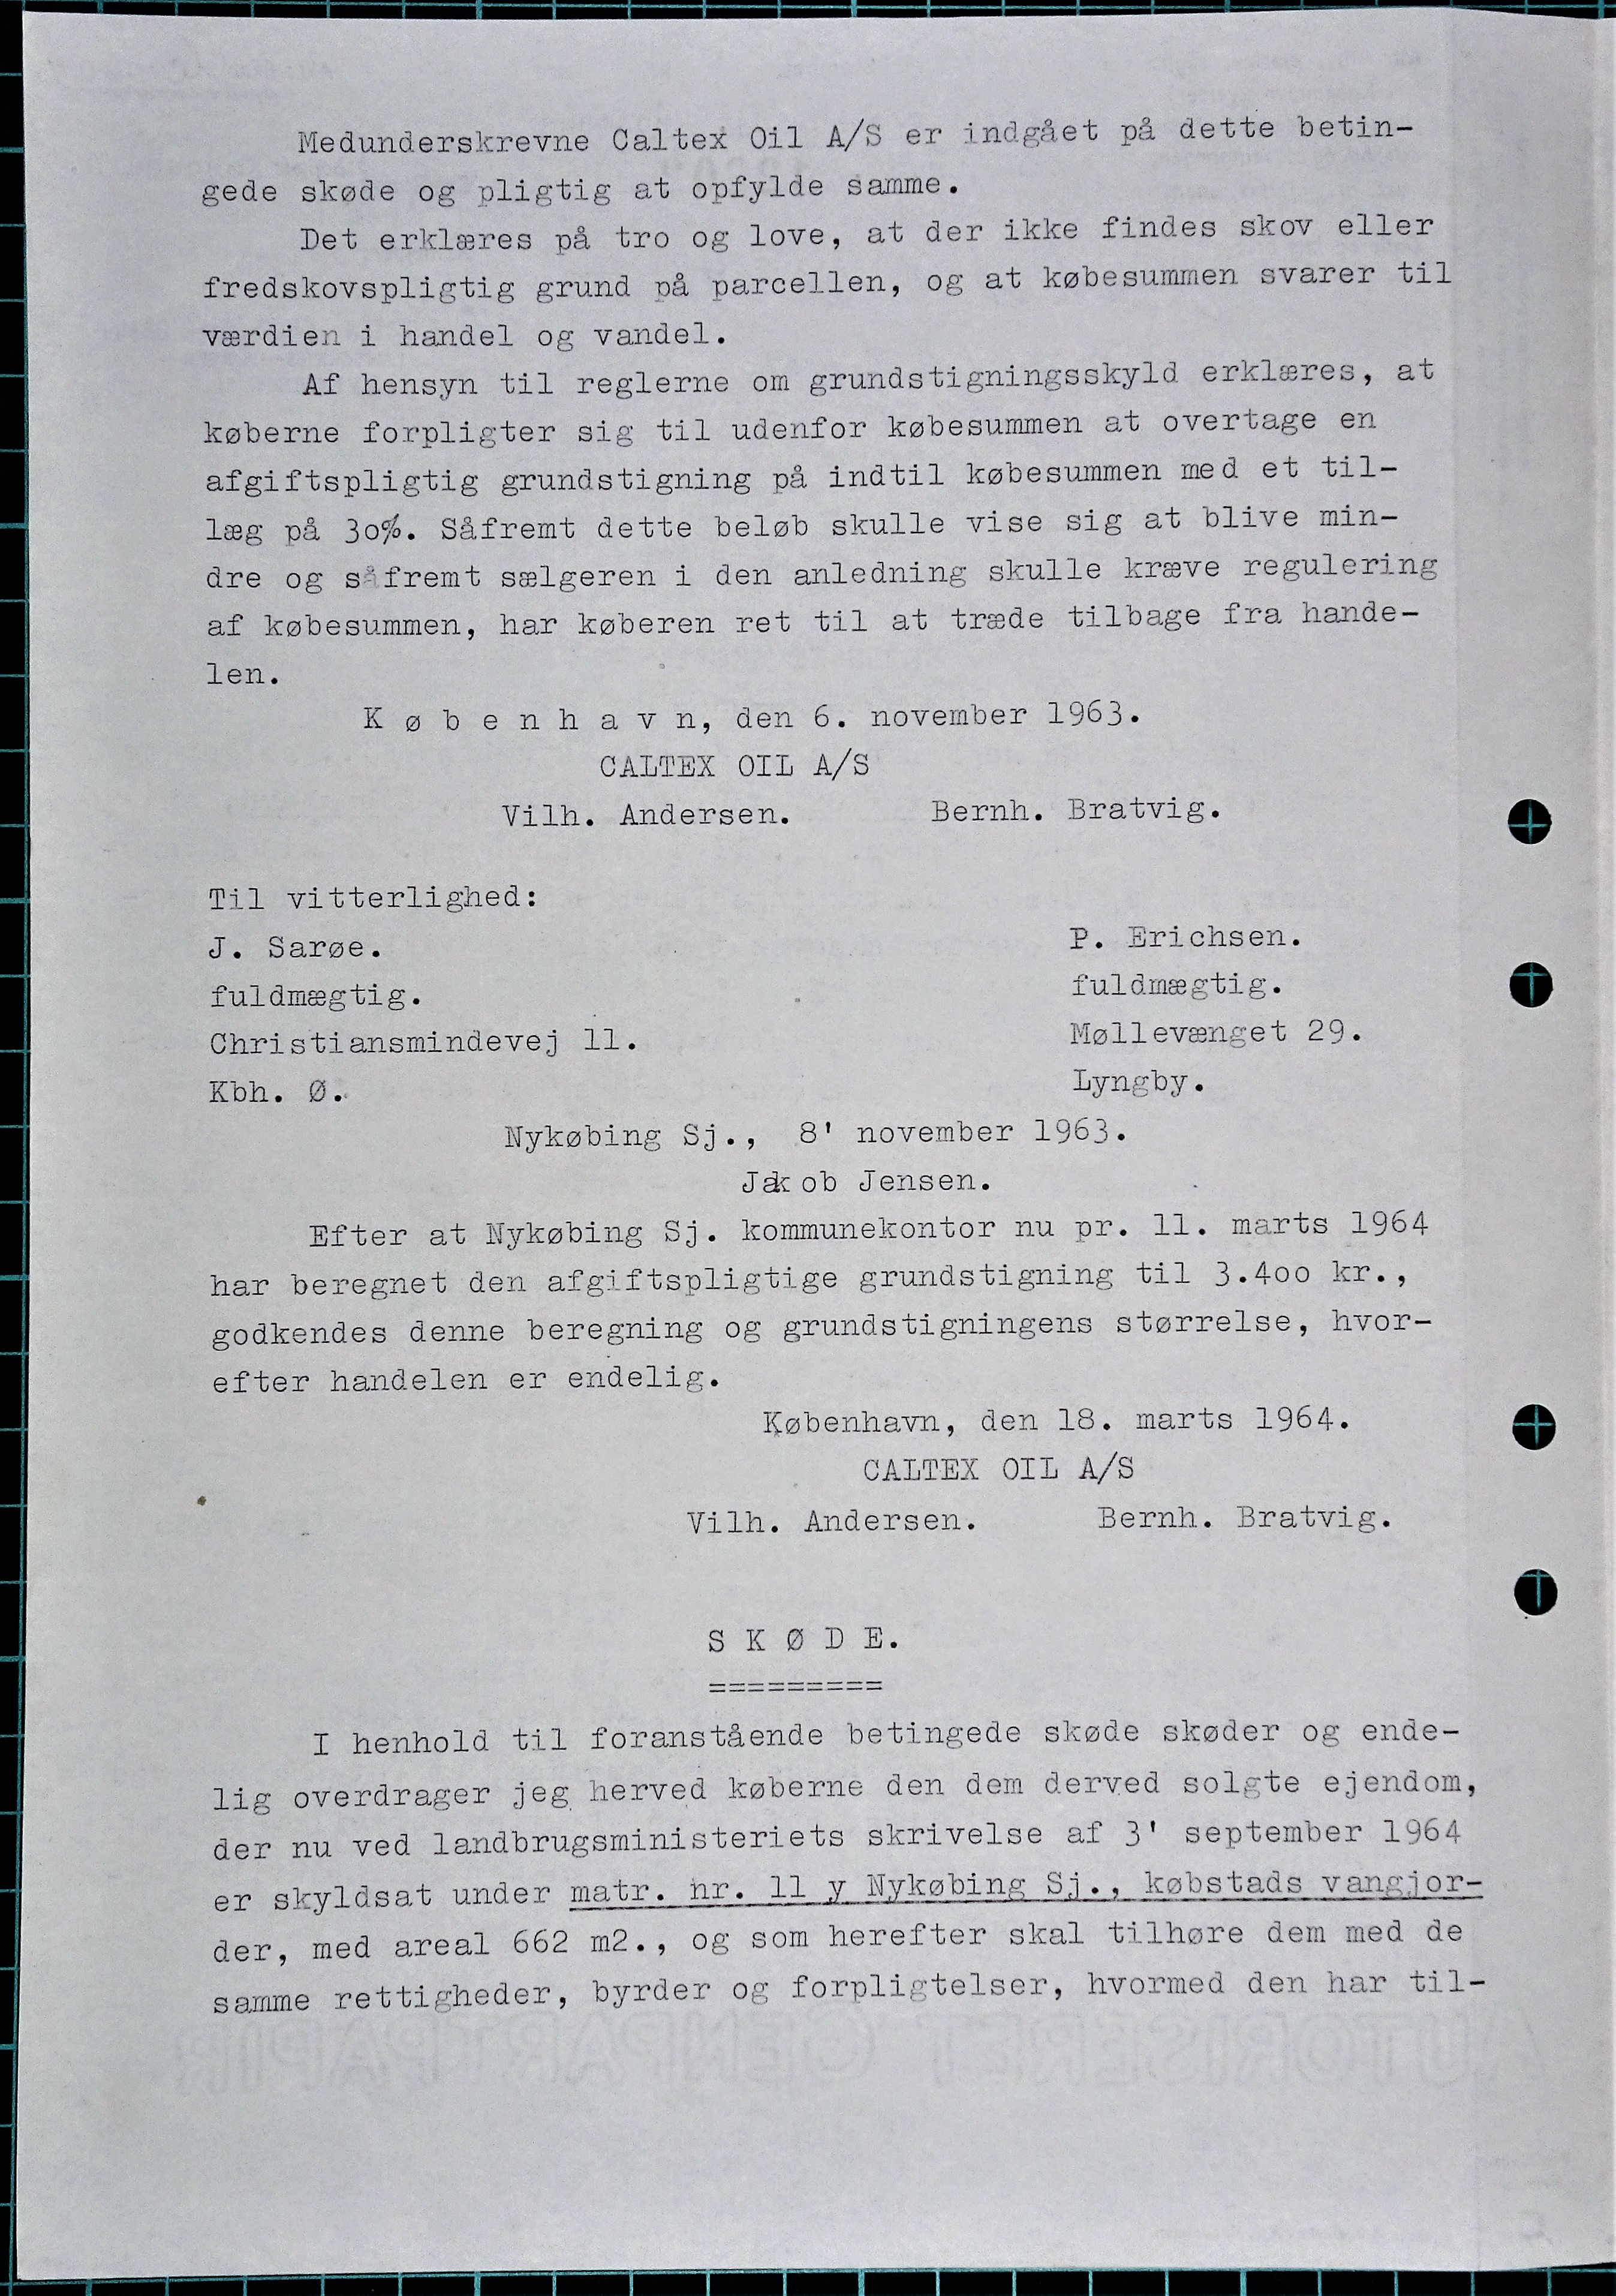 Medunderskrevne Caltex Oil A/S er indgået på dette betin-
gede skøde og pligtig at opfylde samme.
Det erklæres på tro og love, at der ikke findes skov eller
fredskovspligtig grund på parcellen, og at købesummen svarer til
værdien i handel og vandel.
Af hensyn til reglerne om grundstigningsskyld erklæres, at
køberne forpligter sig til udenfor købesummen at overtage en
afgiftspligtig grundstigning på indtil købesummen med et til-
læg på 30%. Såfremt dette beløb skulle vise sig at blive min-
dre og såfremt sælgeren i den anledning skulle kræve regulering
af købesummen, har køberen ret til at træde tilbage fra hande-
len.
K ø b e n h a v n, den 6. november 1963.
CALTEX OIL A/S
Vilh. Andersen. Bernh. Bratvig.
Til vitterlighed:
J. Sarøe. P. Erichsen.
fuldmægtig. fuldmægtig.
Christiansmindevej 11. Møllevænget 29.
Kbh. Ø. Lyngby.
Nykøbing Sj., 8' november 1963.
Jakob Jensen.
Efter at Nykøbing Sj. kommunekontor nu pr. 11. marts 1964
har beregnet den afgiftspligtige grundstigning til 3.400 kr.,
godkendes denne beregning og grundstigningens størrelse, hvor-
efter handelen er endelig.
København, den 18. marts 1964.
CALTEX OIL A/S
Vilh. Andersen. Bernh. Bratvig.
S K Ø D E.
=========
I henhold til foranstående betingede skøde skøder og ende-
lig overdrager jeg herved køberne den dem derved solgte ejendom,
der nu ved landbrugsministeriets skrivelse af 3' september 1964
er skyldsat under matr. nr. 11 y Nykøbing Sj., købstads vangjor-
der, med areal 662 m2., og som herefter skal tilhøre dem med de
samme rettigheder, byrder og forpligtelser, hvormed den har til-
AUTORISERET GENPARTPAPIR